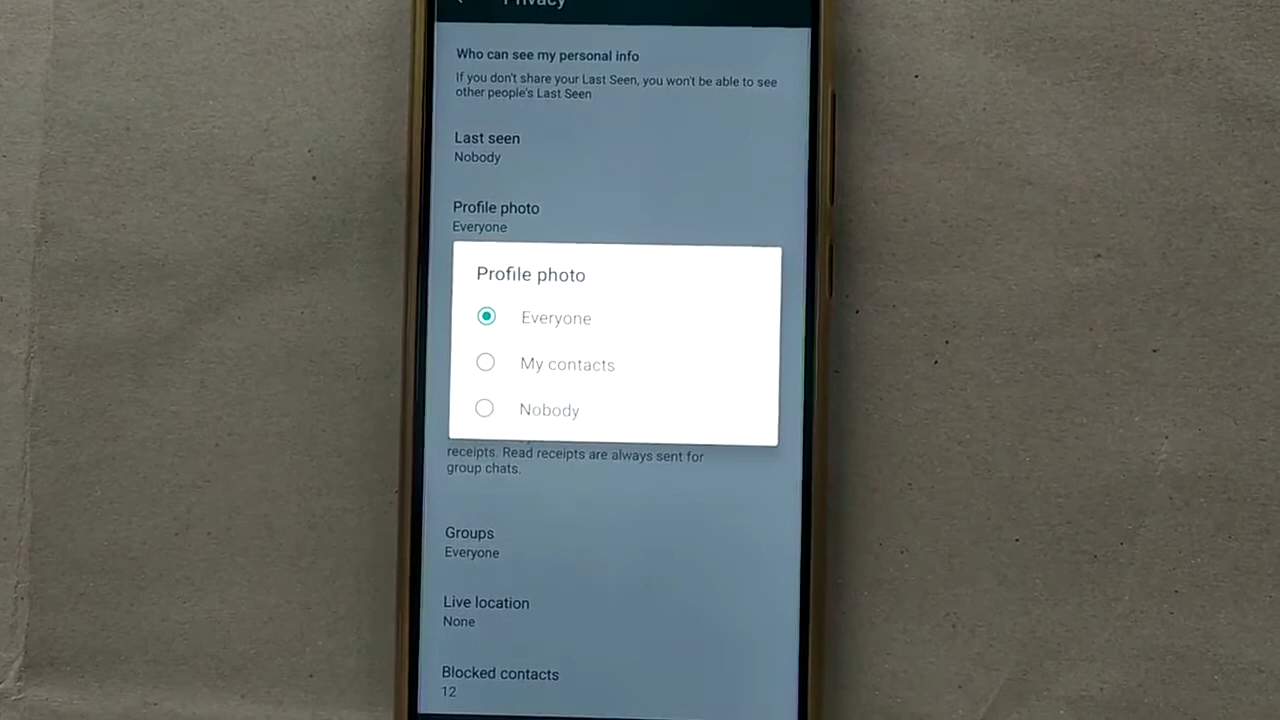 Privacy
Who can see my personal info
If you don't share your Last Seen, you won't be able to see
other people's Last Seen
Last seen
Nobody
Profile photo
Everyone
Profile photo
Everyone
My contacts
Nobody
receipts. Read receipts are always sent for
group chats.
Groups
Everyone
Live location
None
Blocked contacts
12